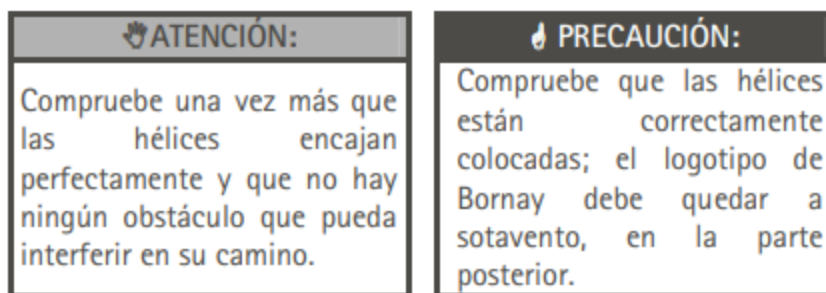 ATENCIÓN:
Compruebe una vez más que
las hélices encajan
perfectamente y que no hay
ningún obstáculo que pueda
interferir en su camino.
PRECAUCIÓN:
Compruebe que las hélices
están correctamente
colocadas; el logotipo de
Bornay debe quedar a
sotavento, en la parte
posterior.